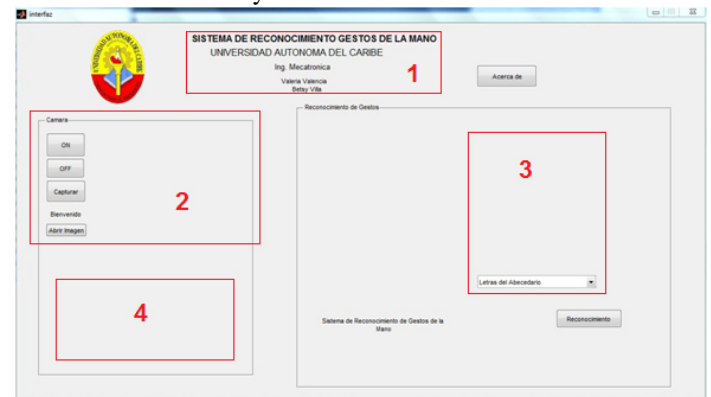 interfaz
SISTEMA DE RECONOCIMIENTO GESTOS DE LA MANO
UNIVERSIDAD AUTONOMA DEL CARIBE
Ing. Mecatronica
Valeria Valencia
Betsy Villa
1
Acerca de
Camara
ON
OFF
Capturar
Bienvenido
Abrir Imagen
2
Reconocimiento de Gestos
3
Letras del Abecedario
Sistema de Reconocimiento de Gestos de la
Mano
Reconocimiento
4